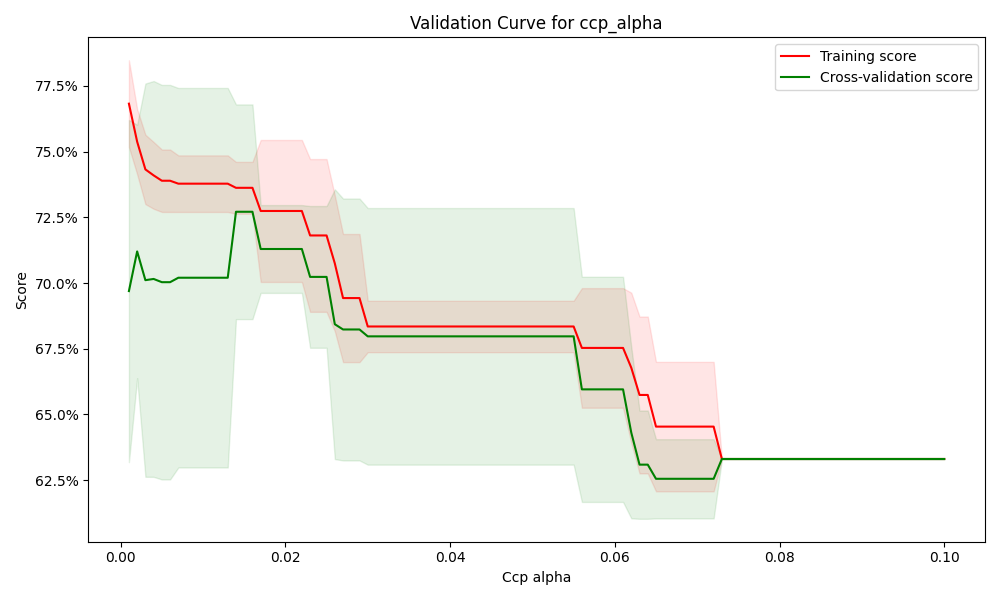 Validation Curve for ccp_alpha
Training score
Cross-validation score
77.5%
75.0%
72.5%
70.0%
67.5%
65.0%
62.5%
Score
0.00 0.02 0.04 0.06 0.08 0.10
Ccp alpha